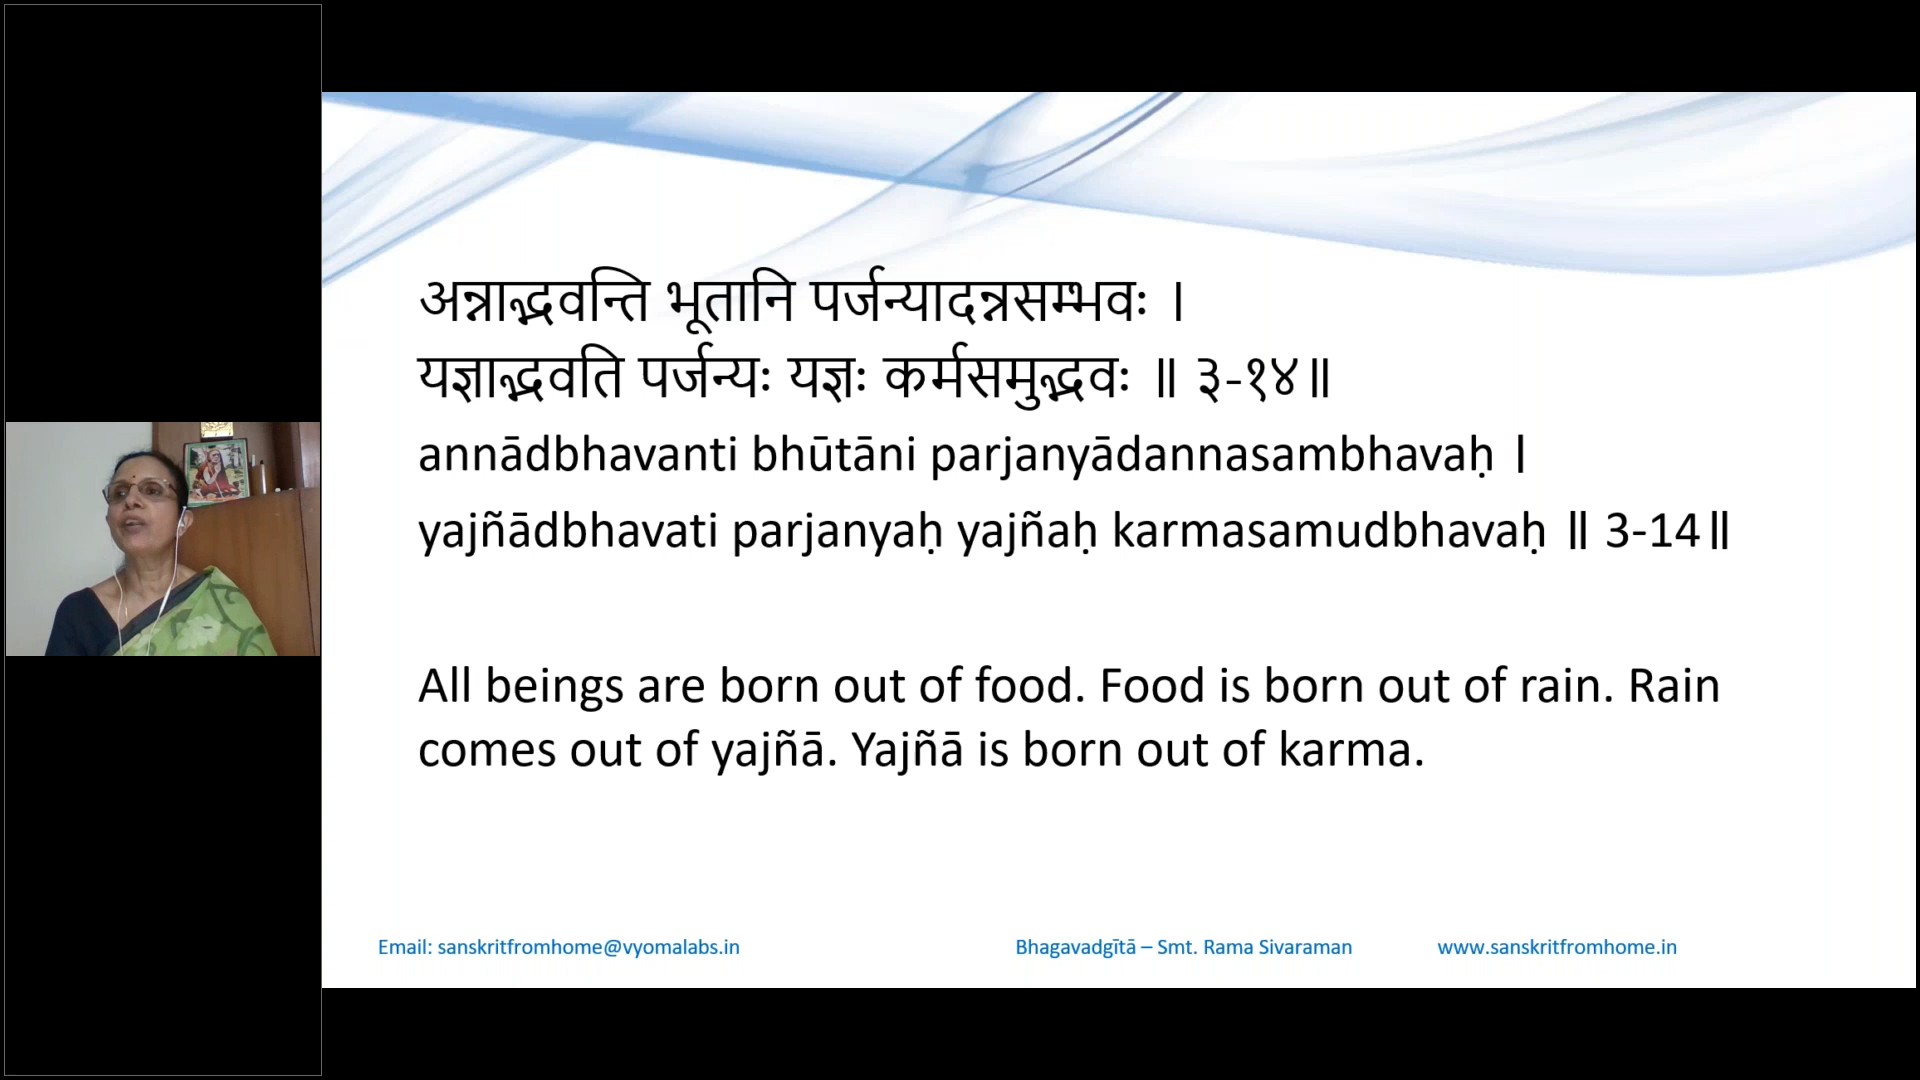 अन्नाद्भवन्ति भूतानि पर्जन्यादन्नसम्भवः ।
यज्ञाद्भवति पर्जन्यः यज्ञः कर्मसमुद्भवः ॥ ३-१४॥
annādbhavanti bhūtāni parjanyādannasambhavaḥ ।
yajñādbhavati parjanyaḥ yajñaḥ karmasamudbhavaḥ ॥ 3-14॥
All beings are born out of food. Food is born out of rain. Rain
comes out of yajñā. Yajñā is born out of karma.
Email: sanskritfromhome@vyomalabs.in
Bhagavadgītā – Smt. Rama Sivaraman
www.sanskritfromhome.in